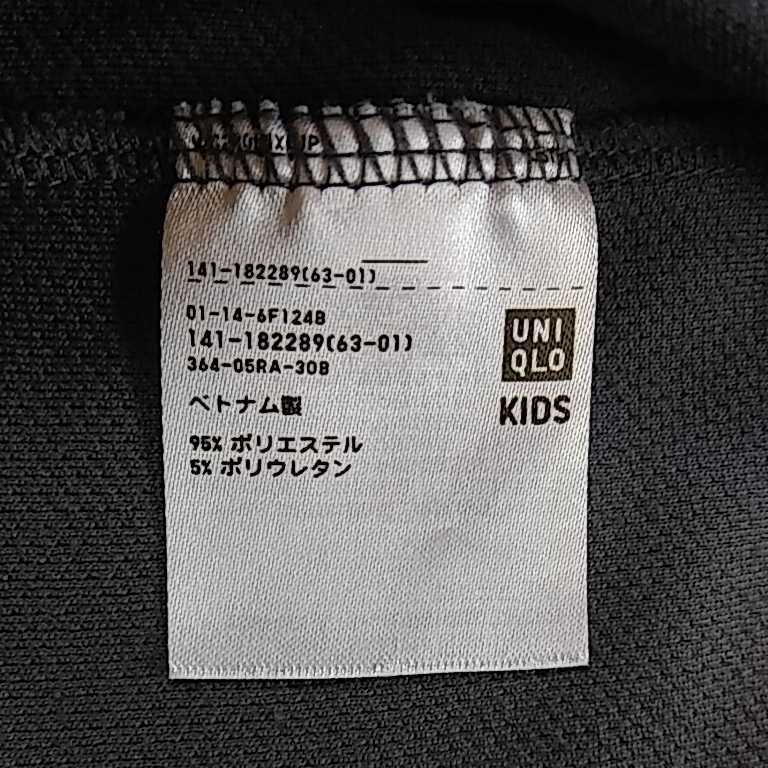 141-182289(63-01)
01-14-6F124B
141-182289(63-01)
364-05RA-30B
ベトナム製
95% ポリエステル
5% ポリウレタン
UNI
QLO
KIDS